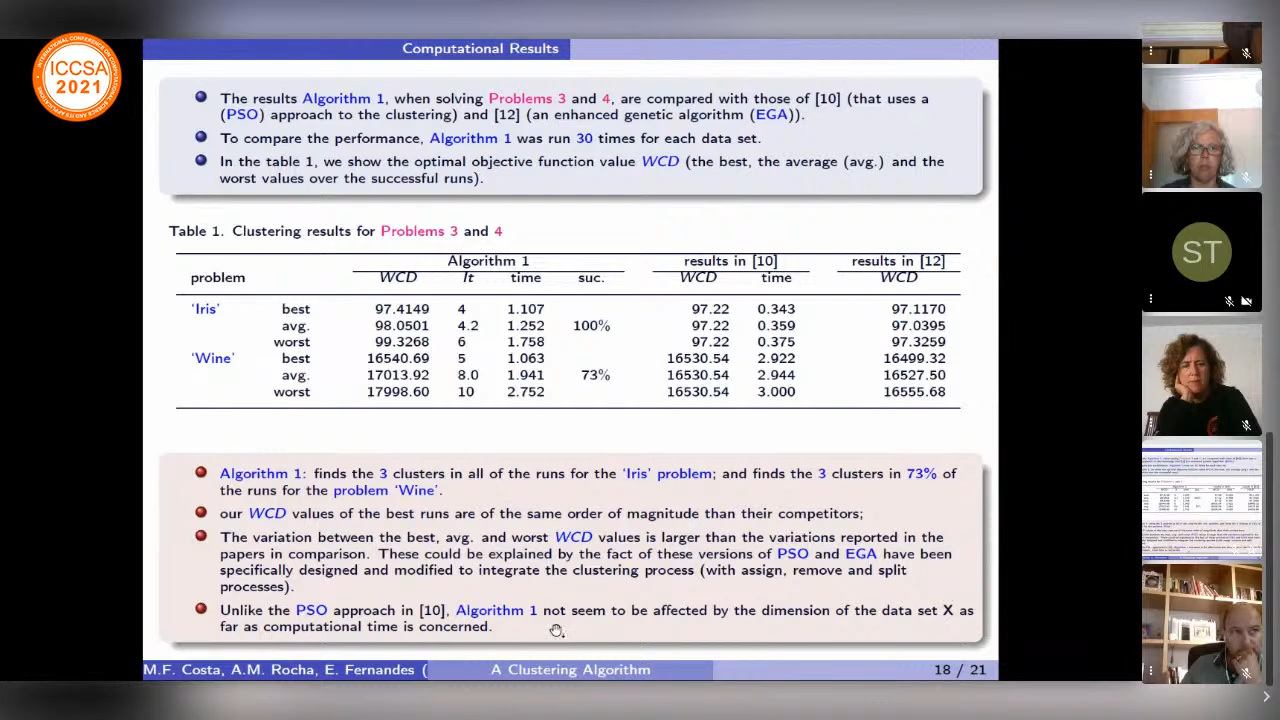 Computational Results
ICCSA
2021
The results Algorithm 1, when solving Problems 3 and 4, are compared with those of [10] (that uses a
(PSO) approach to the clustering) and [12] (an enhanced genetic algorithm (EGA)).
To compare the performance, Algorithm 1 was run 30 times for each data set.
In the table 1, we show the optimal objective function value WCD (the best, the average (avg.) and the
worst values over the successful runs).
Table 1. Clustering results for Problems 3 and 4
Algorithm 1 results in [10] results in [12]
problem WCD It time suc. WCD time WCD
'Iris' best 97.4149 4 1.107 97.22 0.343 97.1170
avg. 98.0501 4.2 1.252 100% 97.22 0.359 97.0395
worst 99.3268 6 1.758 97.22 0.375 97.3259
'Wine' best 16540.69 5 1.063 16530.54 2.922 16499.32
avg. 17013.92 8.0 1.941 73% 16530.54 2.944 16527.50
worst 17998.60 10 2.752 16530.54 3.000 16555.68
Algorithm 1: finds the 3 clusters in all the runs for the 'Iris' problem, and finds the 3 clusters in 73% of
the runs for the problem 'Wine'.
our WCD values of the best runs are of the same order of magnitude than their competitors;
The variation between the best, avg. and worst WCD values is larger than the variations reported in the
papers in comparison. These could be explained by the fact of these versions of PSO and EGA have been
specifically designed and modified to integrate the clustering process (with assign, remove and split
processes).
Unlike the PSO approach in [10], Algorithm 1 not seem to be affected by the dimension of the data set X as
far as computational time is concerned.
M.F. Costa, A.M. Rocha, E. Fernandes ( A Clustering Algorithm 18 / 21
ST